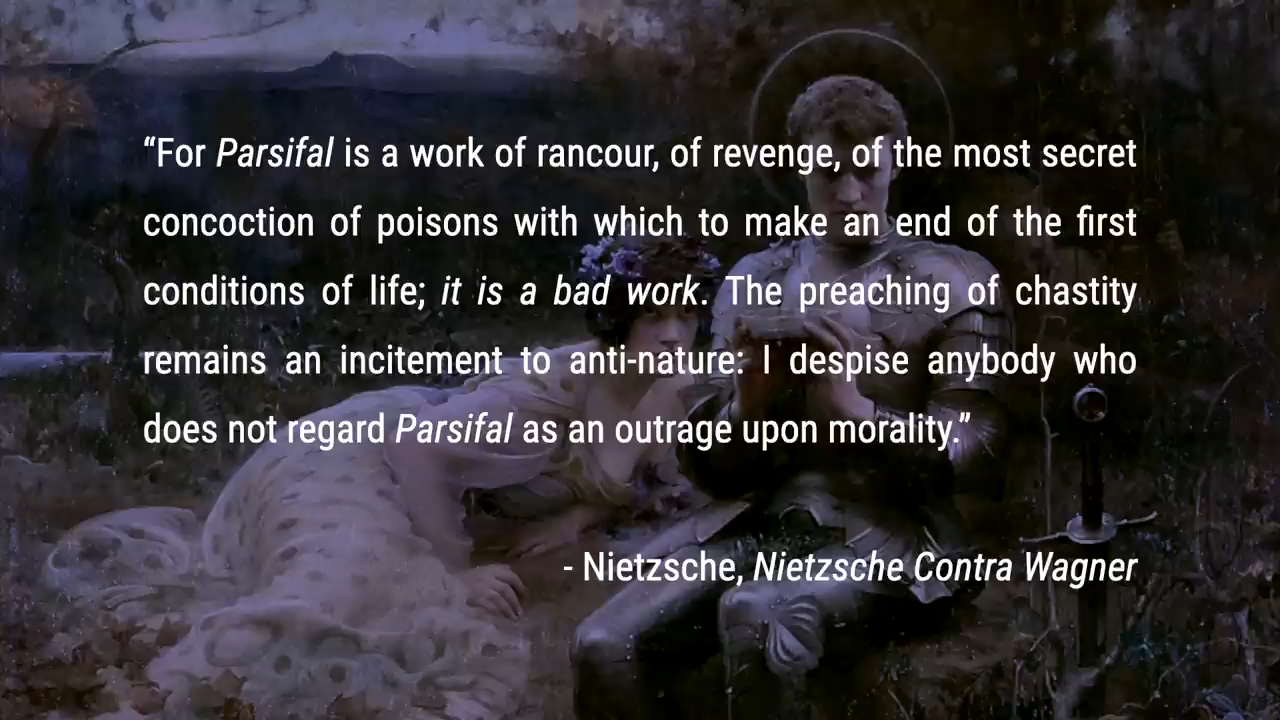 “For Parsifal is a work of rancour, of revenge, of the most secret
concoction of poisons with which to make an end of the first
conditions of life; it is a bad work. The preaching of chastity
remains an incitement to anti-nature: I despise anybody who
does not regard Parsifal as an outrage upon morality.”
- Nietzsche, Nietzsche Contra Wagner